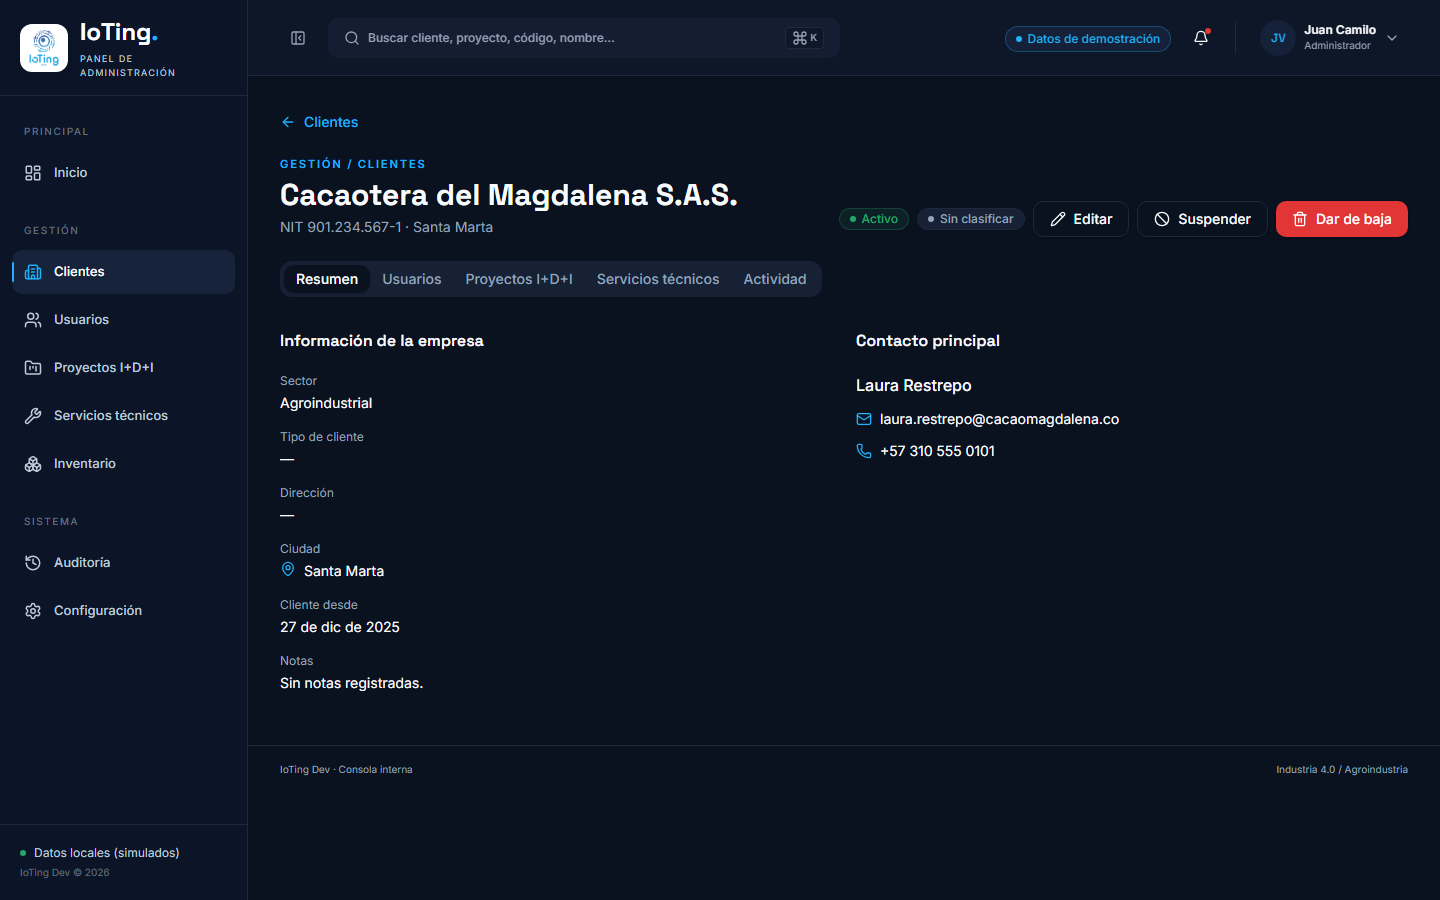 IoTing
IoTing.
PANEL DE
ADMINISTRACIÓN
PRINCIPAL
Inicio
GESTIÓN
Clientes
Usuarios
Proyectos I+D+I
Servicios técnicos
Inventario
SISTEMA
Auditoría
Configuración
Datos locales (simulados)
IoTing Dev © 2026
Buscar cliente, proyecto, código, nombre...
⌘ K
Datos de demostración
JV
Juan Camilo
Administrador
Clientes
GESTIÓN / CLIENTES
Cacaotera del Magdalena S.A.S.
NIT 901.234.567-1 · Santa Marta
Activo
Sin clasificar
Editar
Suspender
Dar de baja
Resumen
Usuarios
Proyectos I+D+I
Servicios técnicos
Actividad
Información de la empresa
Sector
Agroindustrial
Tipo de cliente
—
Dirección
—
Ciudad
Santa Marta
Cliente desde
27 de dic de 2025
Notas
Sin notas registradas.
Contacto principal
Laura Restrepo
laura.restrepo@cacaomagdalena.co
+57 310 555 0101
IoTing Dev · Consola interna
Industria 4.0 / Agroindustria